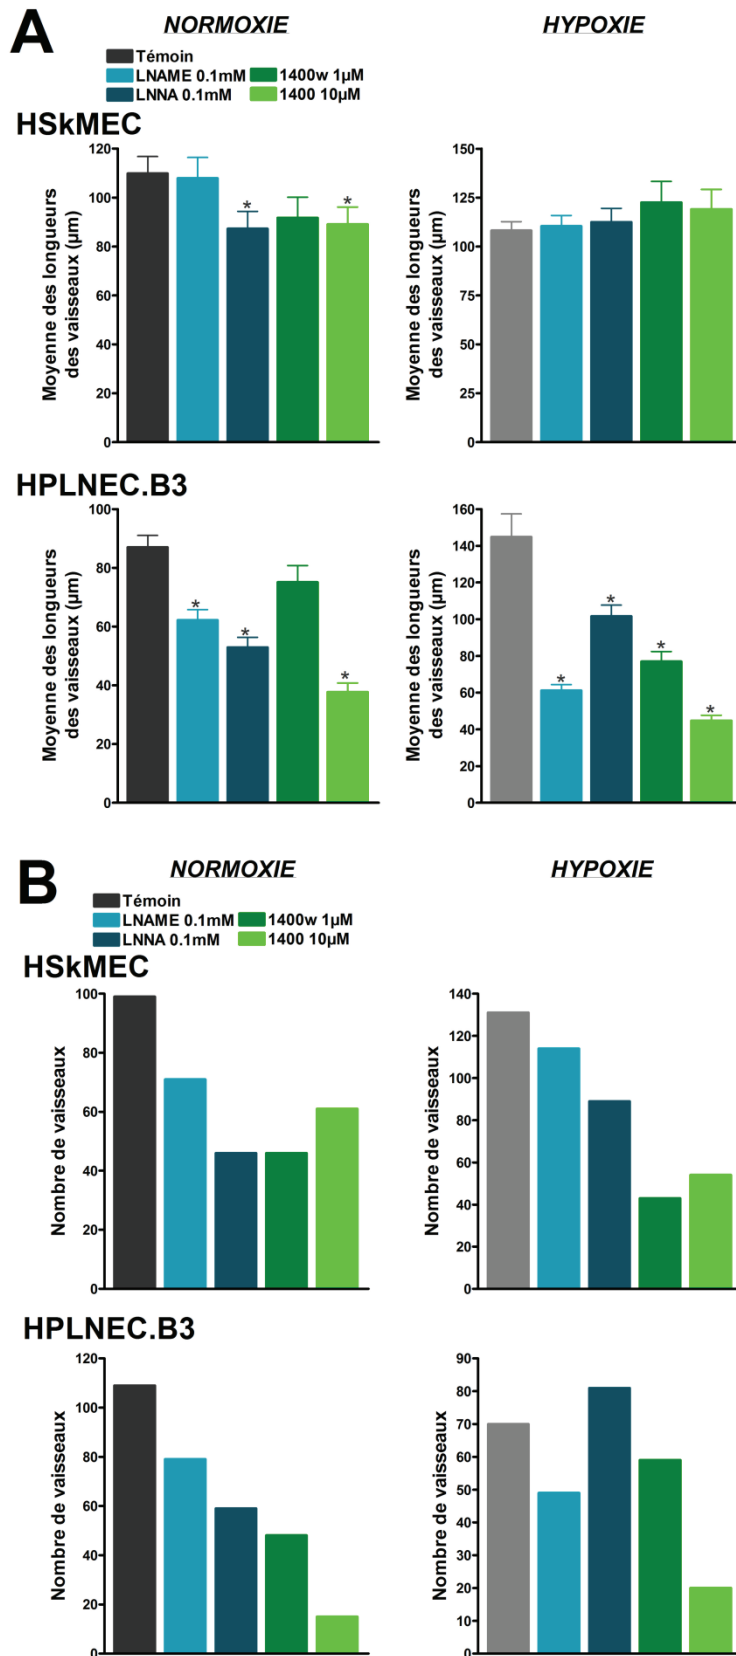 A
NORMOXIE
HYPOXIE
Témoin
LNAME 0.1mM
1400w 1µM
LNNA 0.1mM
1400 10µM
HSkMEC
Moyenne des longueurs
des vaisseaux (µm)
120
100
80
60
40
20
0
*
*
Moyenne des longueurs
des vaisseaux (µm)
150
125
100
75
50
25
0
HPLNEC.B3
Moyenne des longueurs
des vaisseaux (µm)
100
80
60
40
20
0
*
*
*
Moyenne des longueurs
des vaisseaux (µm)
160
140
120
100
80
60
40
20
0
*
*
*
*
B
NORMOXIE
HYPOXIE
Témoin
LNAME 0.1mM
1400w 1µM
LNNA 0.1mM
1400 10µM
HSkMEC
Nombre de vaisseaux
100
80
60
40
20
0
Nombre de vaisseaux
140
120
100
80
60
40
20
0
HPLNEC.B3
Nombre de vaisseaux
120
100
80
60
40
20
0
Nombre de vaisseaux
90
80
70
60
50
40
30
20
10
0